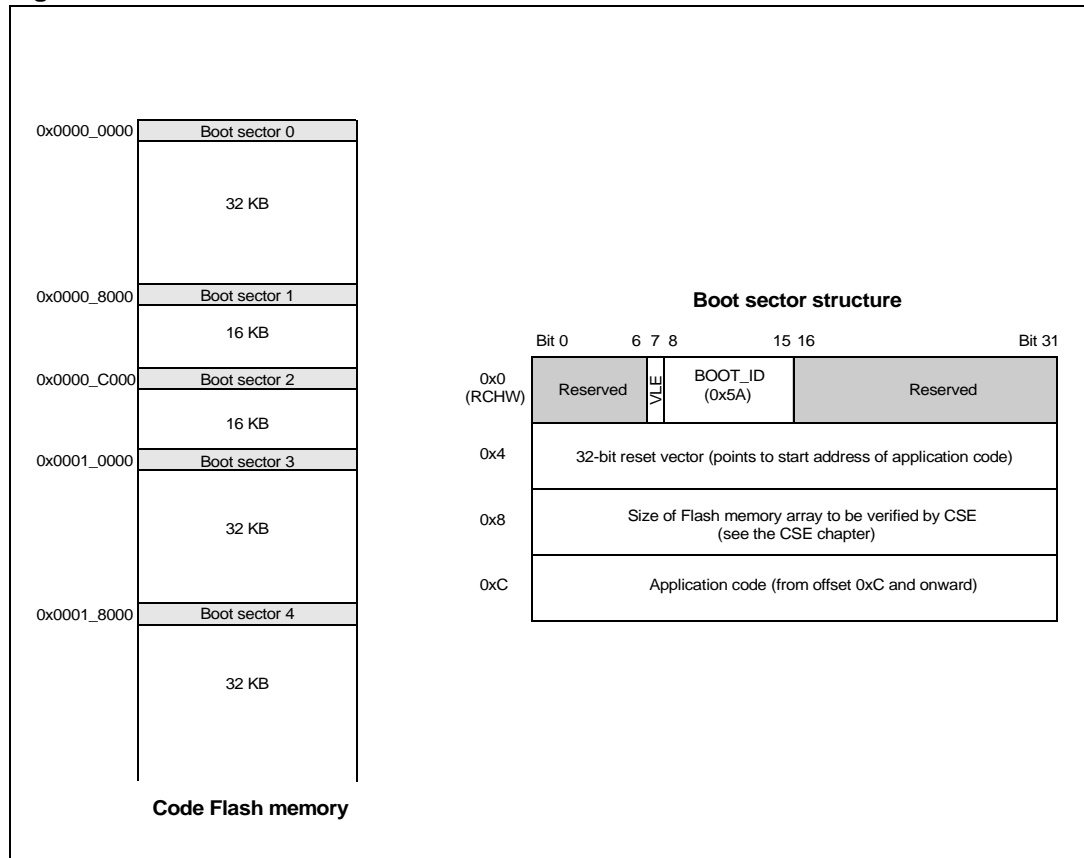 0x0000_0000
Boot sector 0
32 KB
0x0000_8000
Boot sector 1
16 KB
0x0000_C000
Boot sector 2
16 KB
0x0001_0000
Boot sector 3
32 KB
0x0001_8000
Boot sector 4
32 KB
Code Flash memory
Boot sector structure
Bit 0 6 7 8 15 16 Bit 31
0x0
(RCHW)
Reserved
VLE
BOOT_ID
(0x5A)
Reserved
0x4
32-bit reset vector (points to start address of application code)
0x8
Size of Flash memory array to be verified by CSE
(see the CSE chapter)
0xC
Application code (from offset 0xC and onward)